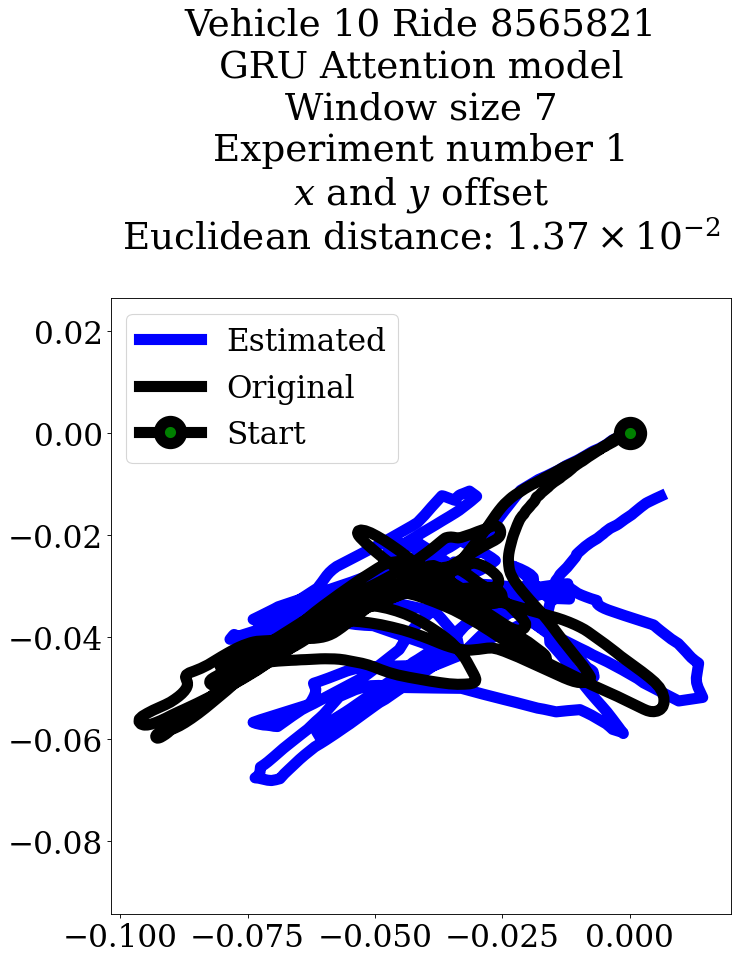 Vehicle 10 Ride 8565821
GRU Attention model
Window size 7
Experiment number 1
x and y offset
Euclidean distance: 1.37 × 10⁻²
Estimated
Original
Start
0.02
0.00
−0.02
−0.04
−0.06
−0.08
−0.100 −0.075 −0.050 −0.025 0.000